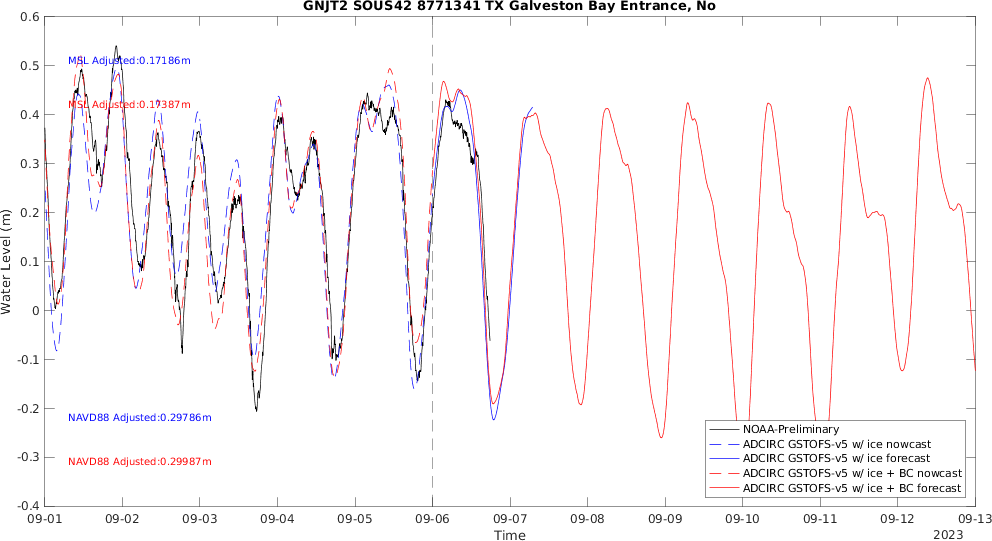 GNJT2 SOUS42 8771341 TX Galveston Bay Entrance, No
0.6
0.5
0.4
0.3
0.2
0.1
0
-0.1
-0.2
-0.3
-0.4
Water Level (m)
MSL Adjusted:0.17186m
MSL Adjusted:0.17387m
NAVD88 Adjusted:0.29786m
NAVD88 Adjusted:0.29987m
NOAA-Preliminary
ADCIRC GSTOFS-v5 w/ ice nowcast
ADCIRC GSTOFS-v5 w/ ice forecast
ADCIRC GSTOFS-v5 w/ ice + BC nowcast
ADCIRC GSTOFS-v5 w/ ice + BC forecast
09-01 09-02 09-03 09-04 09-05 09-06 09-07 09-08 09-09 09-10 09-11 09-12 09-13
Time
2023